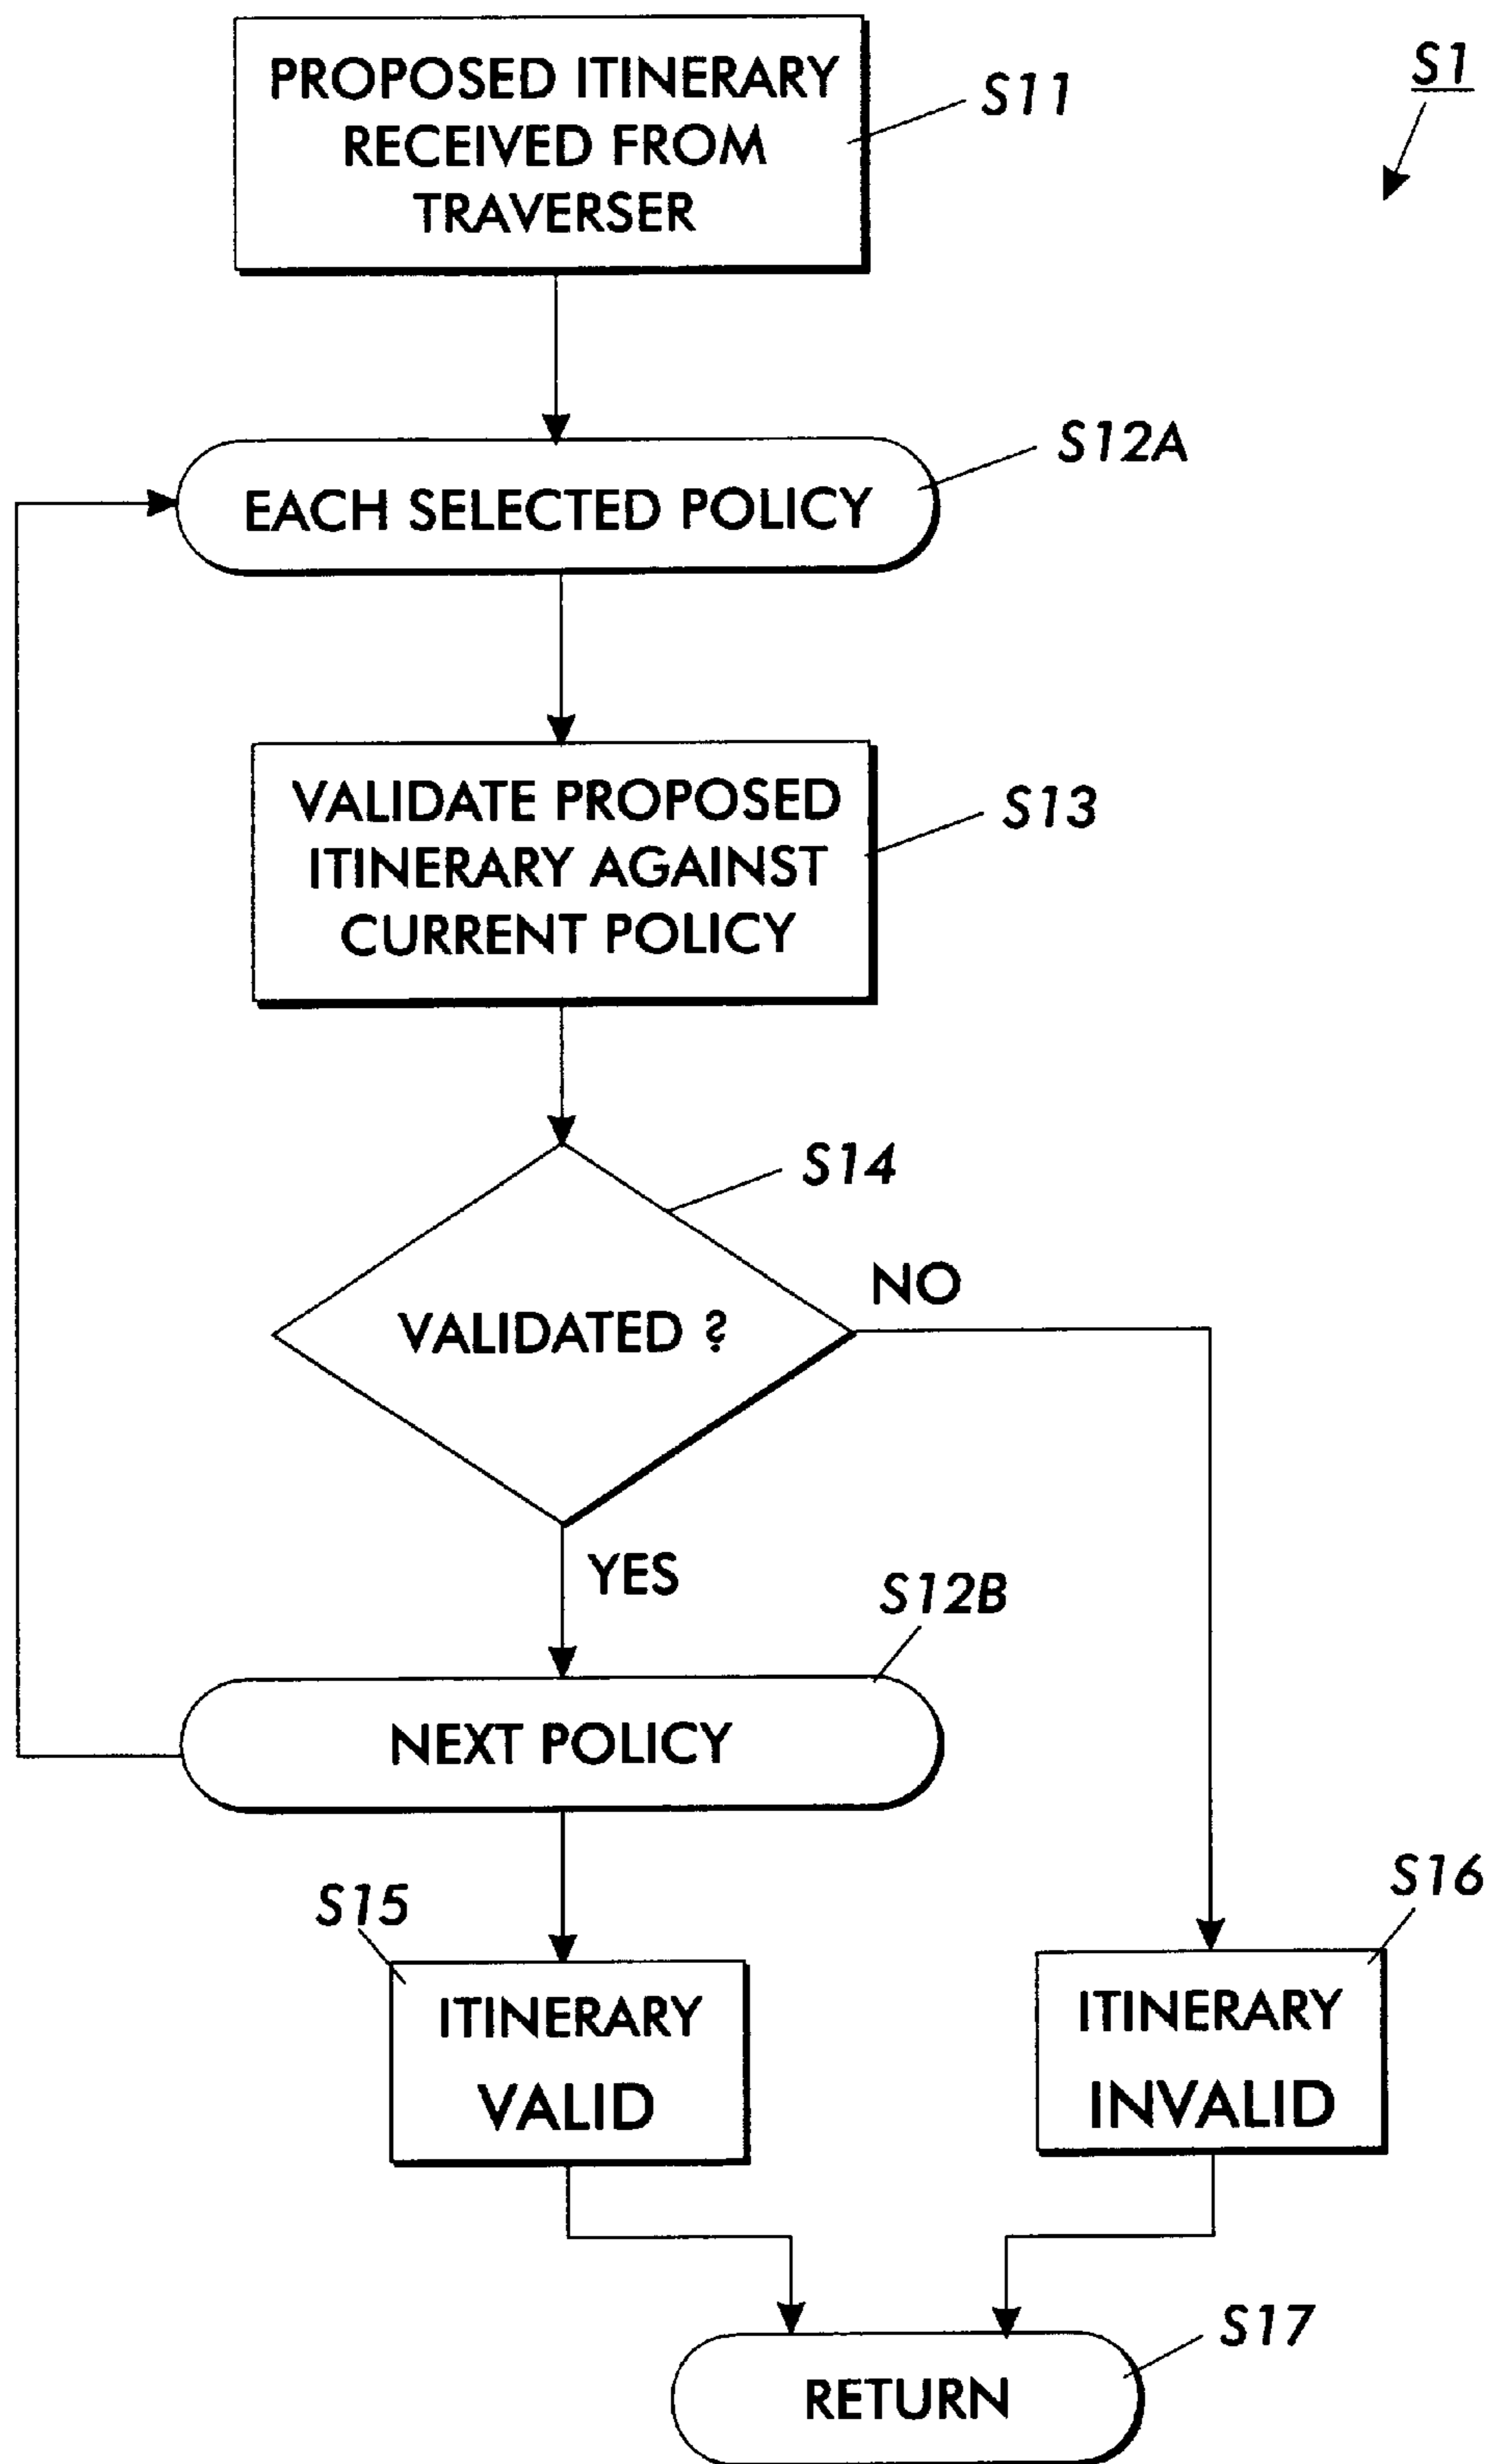 S1
PROPOSED ITINERARY
RECEIVED FROM
TRAVERSER
S11
S12A
EACH SELECTED POLICY
VALIDATE PROPOSED
ITINERARY AGAINST
CURRENT POLICY
S13
S14
NO
VALIDATED ?
YES
S12B
NEXT POLICY
S15
ITINERARY
VALID
S16
ITINERARY
INVALID
S17
RETURN